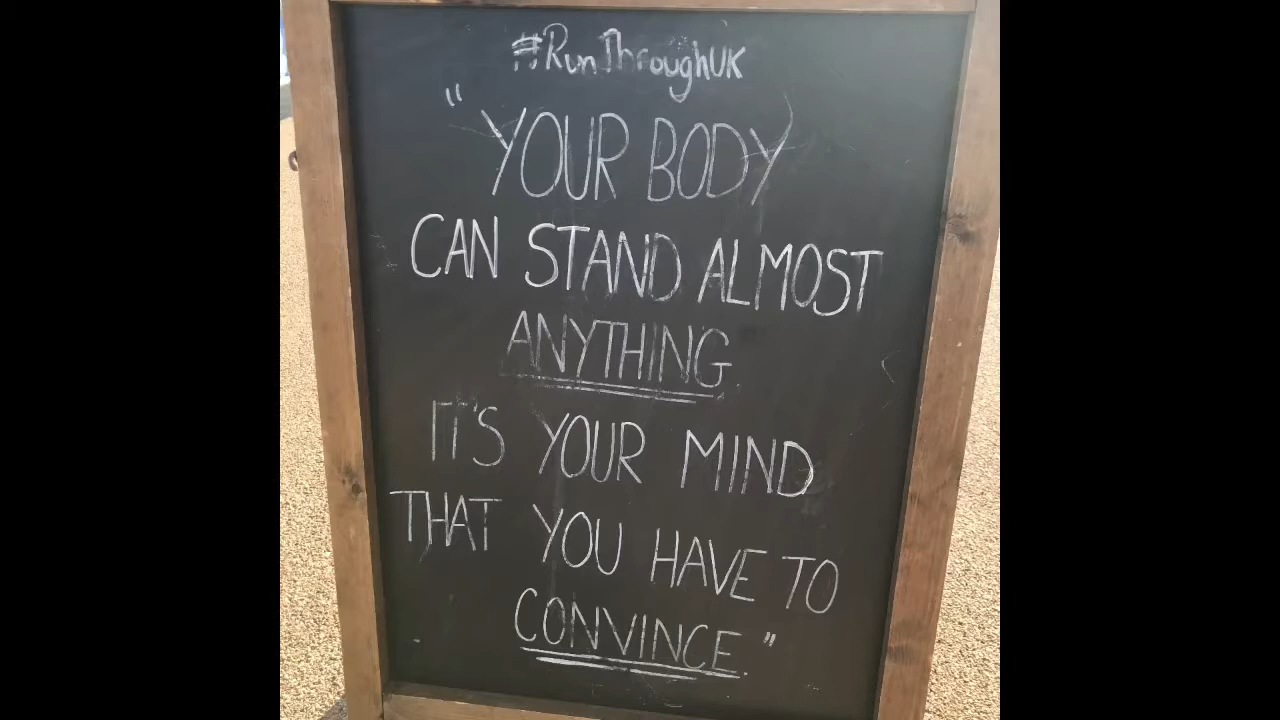 #RunThroughUK
"YOUR BODY
CAN STAND ALMOST
ANYTHING.
IT'S YOUR MIND
THAT YOU HAVE TO
CONVINCE."